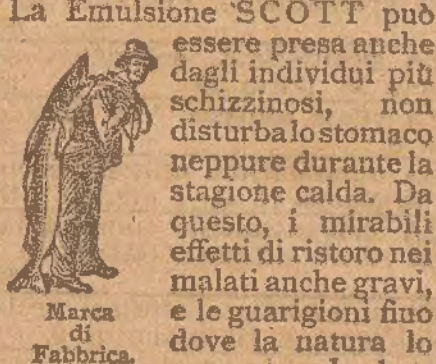 La Emulsione SCOTT può
essere presa anche
dagli individui più
schizzinosi, non
disturba lo stomaco
neppure durante la
stagione calda. Da
questo, i mirabili
effetti di ristoro nei
malati anche gravi,
e le guarigioni fino
dove la natura lo
Marca
di
Fabbrica.